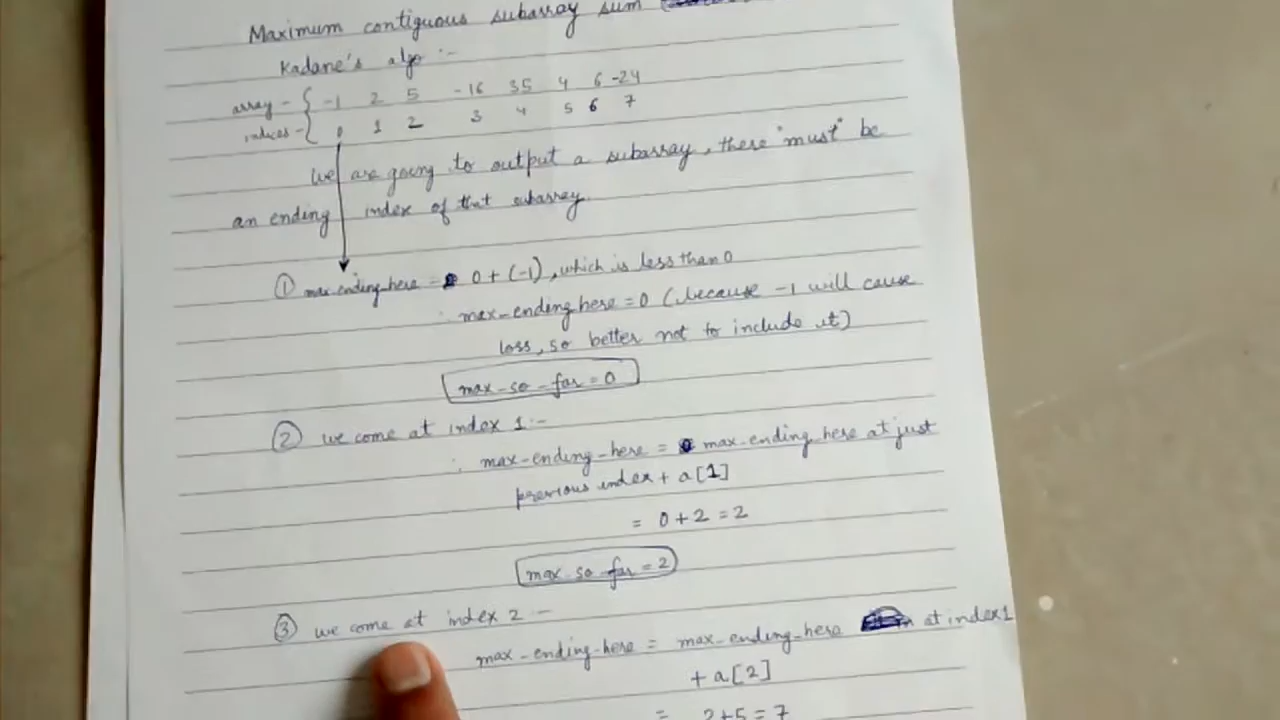 Maximum contiguous subarray sum
Kadane's algo :-
array - { -1 2 5 -16 35 4 6 -24
indices - { 0 1 2 3 4 5 6 7
We are going to output a subarray, there "must" be
an ending index of that subarray.
① max-ending-here = 0 + (-1), which is less than 0
∴ max-ending here = 0 (because -1 will cause
loss, so better not to include it)
max-so-far = 0
② we come at index 1 :-
∴ max-ending-here = max-ending here at just
previous index + a[1]
= 0 + 2 = 2
max-so far = 2
③ we come at index 2 :-
max-ending-here = max-ending-here at index 1
+ a[2]
= 2+5 = 7